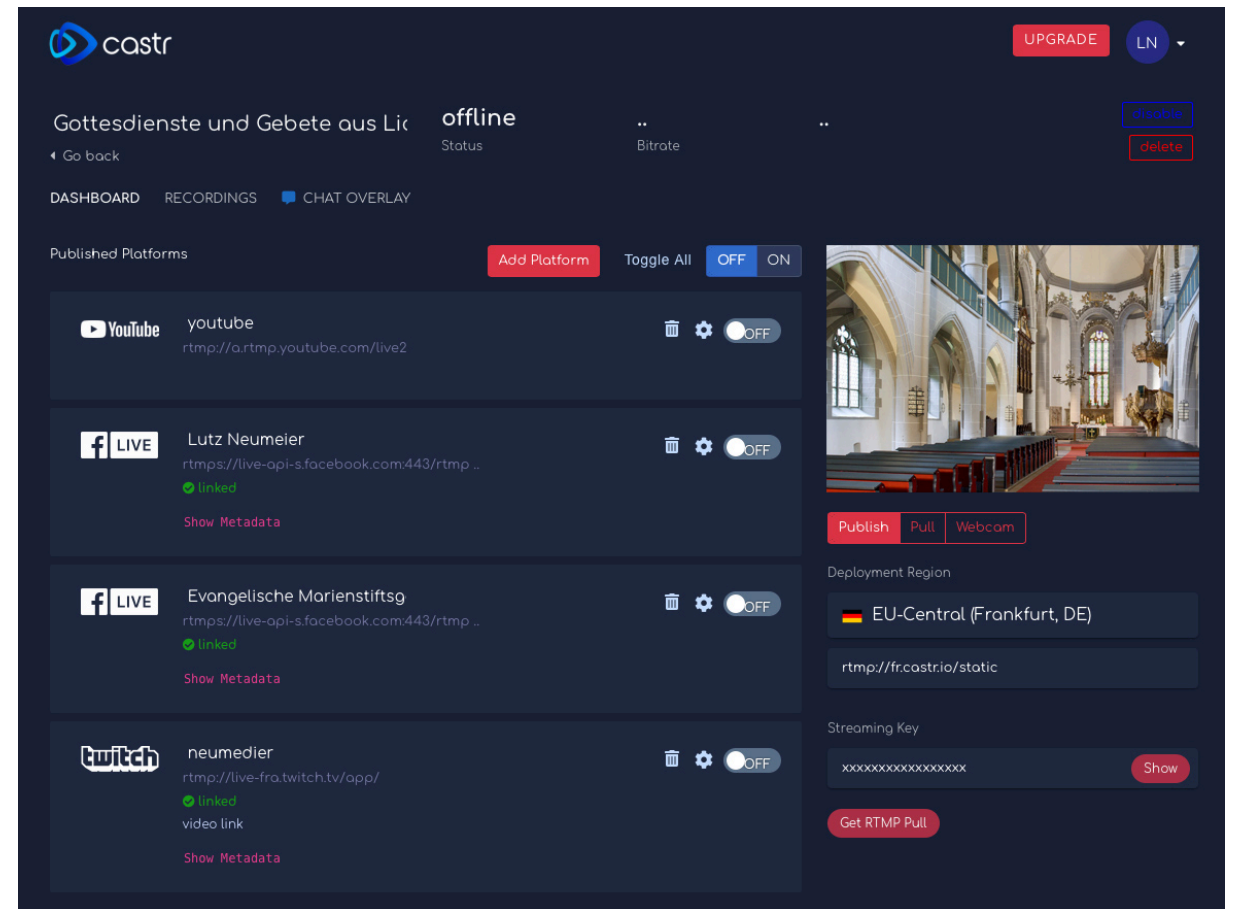 castr
UPGRADE
LN
Gottesdienste und Gebete aus Lic
offline
..
..
disable
Go back
Status
Bitrate
delete
DASHBOARD
RECORDINGS
CHAT OVERLAY
Published Platforms
Add Platform
Toggle All
OFF
ON
YouTube
youtube
rtmp://a.rtmp.youtube.com/live2
OFF
f LIVE
Lutz Neumeier
rtmps://live-api-s.facebook.com:443/rtmp ..
linked
Show Metadata
OFF
f LIVE
Evangelische Marienstiftsg
rtmps://live-api-s.facebook.com:443/rtmp ..
linked
Show Metadata
OFF
twitch
neumedier
rtmp://live-fra.twitch.tv/app/
linked
video link
Show Metadata
OFF
Publish
Pull
Webcam
Deployment Region
EU-Central (Frankfurt, DE)
rtmp://fr.castr.io/static
Streaming Key
xxxxxxxxxxxxxxxxx
Show
Get RTMP Pull